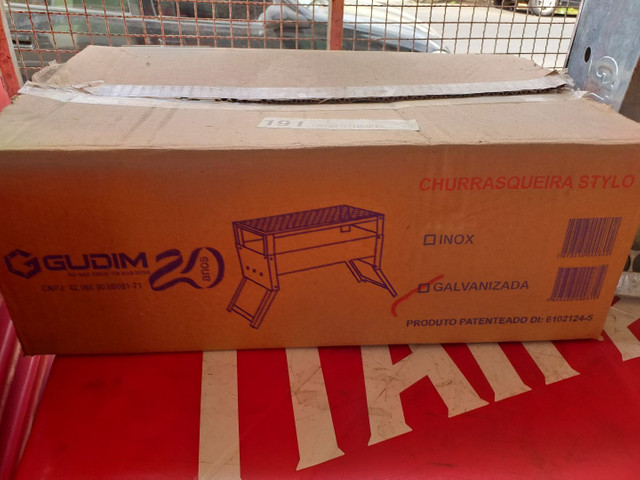 191
CHURRASQUEIRA STYLO
GUDIM
20 anos
INOX
GALVANIZADA
PRODUTO PATENTEADO DI: 6102124-5